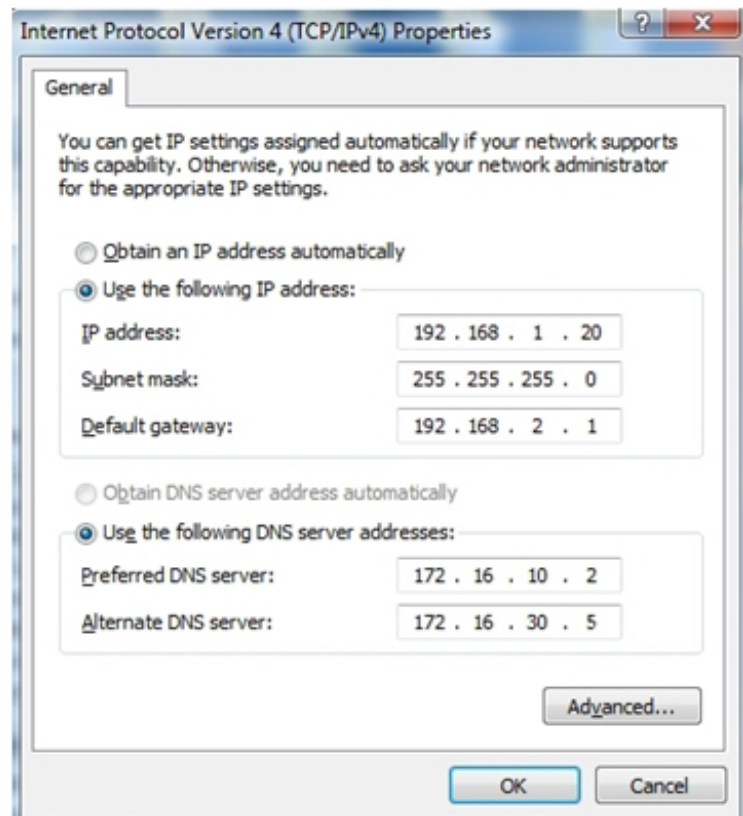 Internet Protocol Version 4 (TCP/IPv4) Properties
?
General
You can get IP settings assigned automatically if your network supports
this capability. Otherwise, you need to ask your network administrator
for the appropriate IP settings.
Obtain an IP address automatically
Use the following IP address:
IP address: 192 . 168 . 1 . 20
Subnet mask: 255 . 255 . 255 . 0
Default gateway: 192 . 168 . 2 . 1
Obtain DNS server address automatically
Use the following DNS server addresses:
Preferred DNS server: 172 . 16 . 10 . 2
Alternate DNS server: 172 . 16 . 30 . 5
Advanced...
OK Cancel